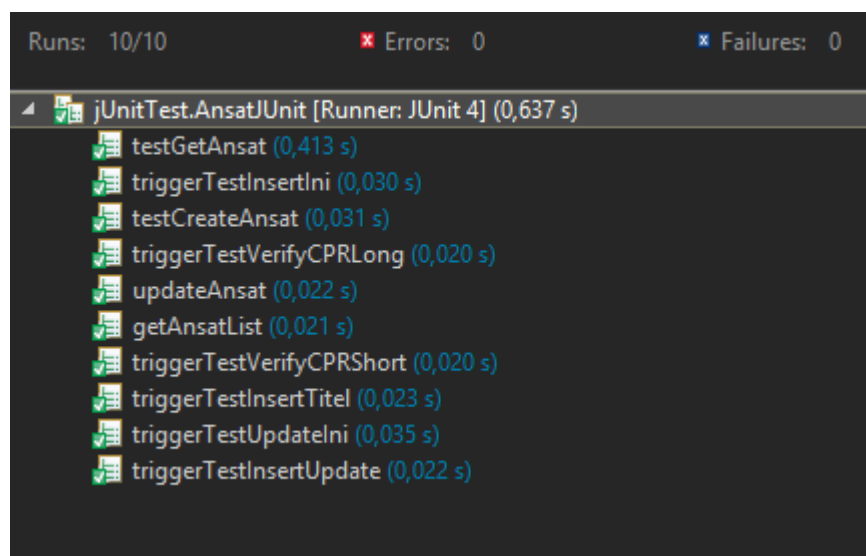 Runs: 10/10 Errors: 0 Failures: 0
jUnitTest.AnsatJUnit [Runner: JUnit 4] (0,637 s)
testGetAnsat (0,413 s)
triggerTestInsertIni (0,030 s)
testCreateAnsat (0,031 s)
triggerTestVerifyCPRLong (0,020 s)
updateAnsat (0,022 s)
getAnsatList (0,021 s)
triggerTestVerifyCPRShort (0,020 s)
triggerTestInsertTitel (0,023 s)
triggerTestUpdateIni (0,035 s)
triggerTestInsertUpdate (0,022 s)